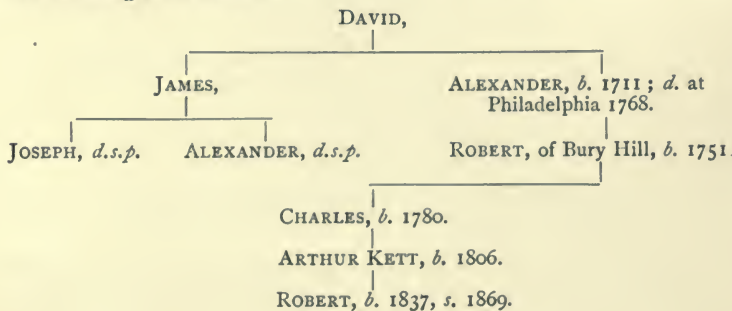 DAVID,
JAMES,
ALEXANDER, b. 1711 ; d. at
Philadelphia 1768.
JOSEPH, d.s.p. ALEXANDER, d.s.p. ROBERT, of Bury Hill, b. 1751.
CHARLES, b. 1780.
ARTHUR KETT, b. 1806.
ROBERT, b. 1837, s. 1869.